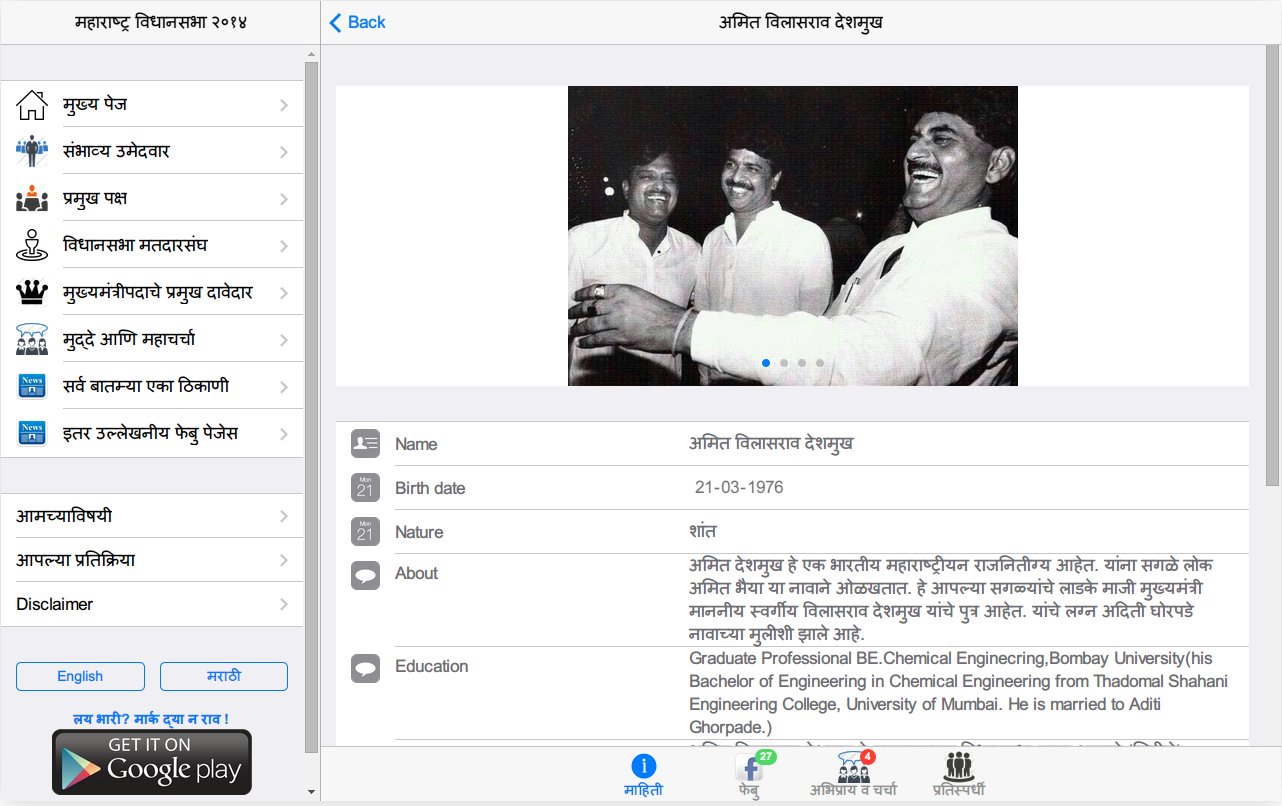 महाराष्ट्र विधानसभा २०१४
Back
अमित विलासराव देशमुख
मुख्य पेज
संभाव्य उमेदवार
प्रमुख पक्ष
विधानसभा मतदारसंघ
मुख्यमंत्रीपदाचे प्रमुख दावेदार
मुद्दे आणि महाचर्चा
News
सर्व बातम्या एका ठिकाणी
News
इतर उल्लेखनीय फेबु पेजेस
आमच्याविषयी
आपल्या प्रतिक्रिया
Disclaimer
English
मराठी
लय भारी? मार्क द्या न राव !
GET IT ON
Google play
Name
अमित विलासराव देशमुख
Mon
21
Birth date
21-03-1976
Mon
21
Nature
शांत
About
अमित देशमुख हे एक भारतीय महाराष्ट्रीयन राजनितीग्य आहेत. यांना सगळे लोक
अमित भैया या नावाने ओळखतात. हे आपल्या सगळ्यांचे लाडके माजी मुख्यमंत्री
माननीय स्वर्गीय विलासराव देशमुख यांचे पुत्र आहेत. यांचे लग्न अदिती घोरपडे
नावाच्या मुलीशी झाले आहे.
Education
Graduate Professional BE.Chemical Enginecring,Bombay University(his
Bachelor of Engineering in Chemical Engineering from Thadomal Shahani
Engineering College, University of Mumbai. He is married to Aditi
Ghorpade.)
माहिती
27
फेबु
4
अभिप्राय व चर्चा
प्रतिस्पर्धी